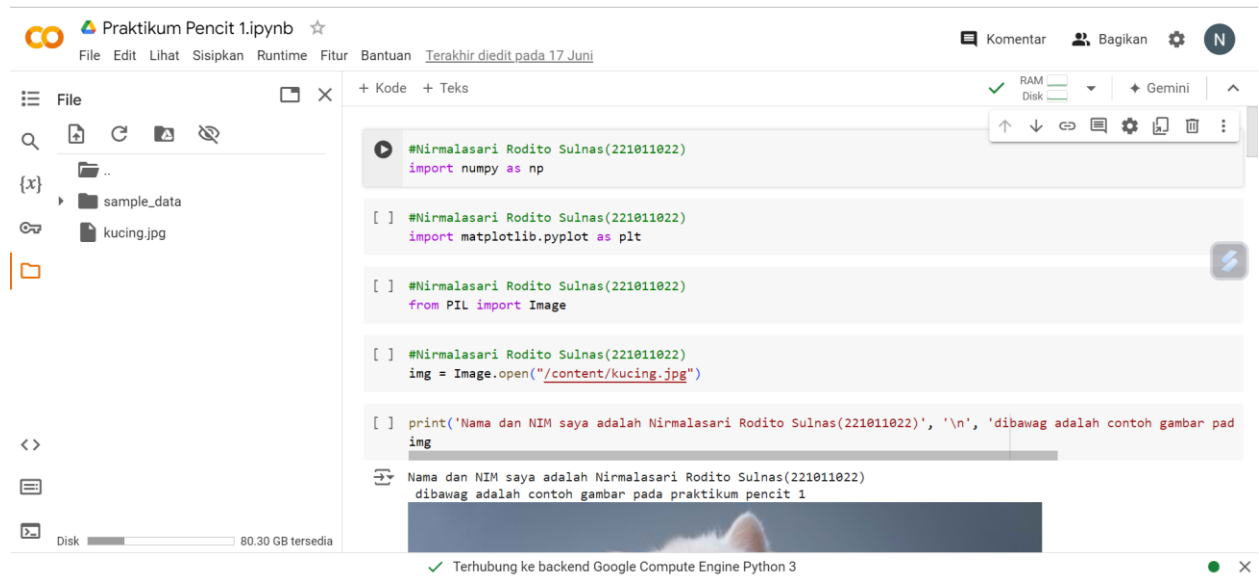 Praktikum Pencit 1.ipynb
File Edit Lihat Sisipkan Runtime Fitur Bantuan Terakhir diedit pada 17 Juni
Komentar Bagikan N
File
..
sample_data
kucing.jpg
{x}
<>
Disk 80.30 GB tersedia
+ Kode + Teks
RAM
Disk
Gemini
#Nirmalasari Rodito Sulnas(221011022)
import numpy as np
[ ] #Nirmalasari Rodito Sulnas(221011022)
import matplotlib.pyplot as plt
[ ] #Nirmalasari Rodito Sulnas(221011022)
from PIL import Image
[ ] #Nirmalasari Rodito Sulnas(221011022)
img = Image.open("/content/kucing.jpg")
[ ] print('Nama dan NIM saya adalah Nirmalasari Rodito Sulnas(221011022)', '\n', 'dibawag adalah contoh gambar pad
img
Nama dan NIM saya adalah Nirmalasari Rodito Sulnas(221011022)
dibawag adalah contoh gambar pada praktikum pencit 1
Terhubung ke backend Google Compute Engine Python 3